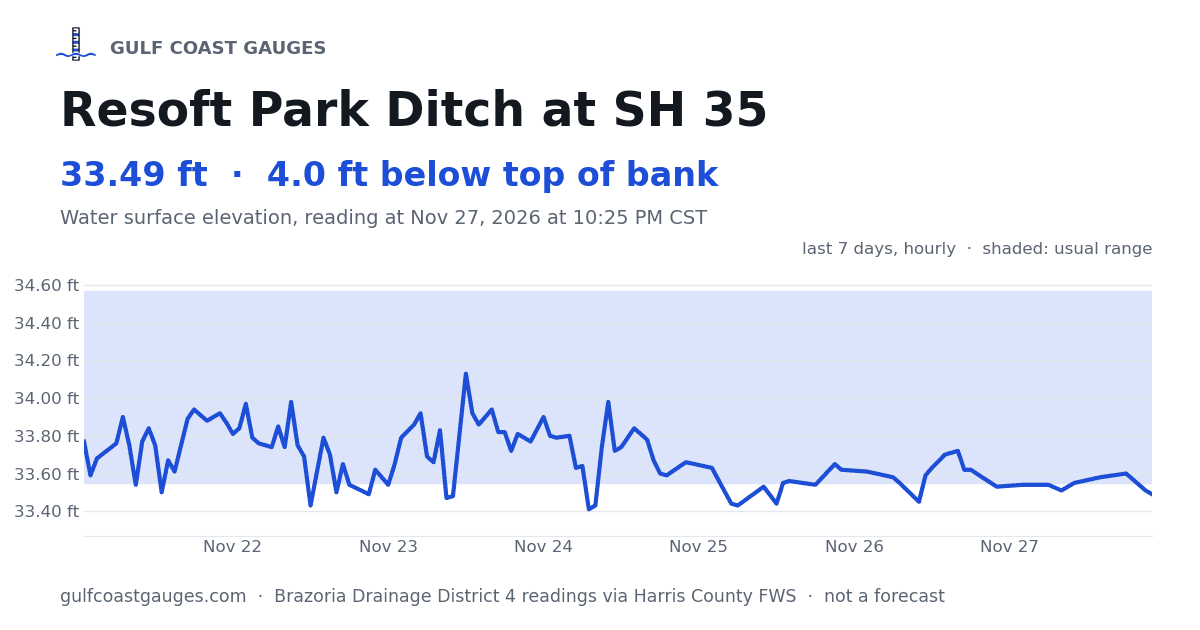 GULF COAST GAUGES
Resoft Park Ditch at SH 35
33.49 ft · 4.0 ft below top of bank
Water surface elevation, reading at Nov 27, 2026 at 10:25 PM CST
last 7 days, hourly · shaded: usual range
34.60 ft
34.40 ft
34.20 ft
34.00 ft
33.80 ft
33.60 ft
33.40 ft
Nov 22 Nov 23 Nov 24 Nov 25 Nov 26 Nov 27
gulfcoastgauges.com · Brazoria Drainage District 4 readings via Harris County FWS · not a forecast